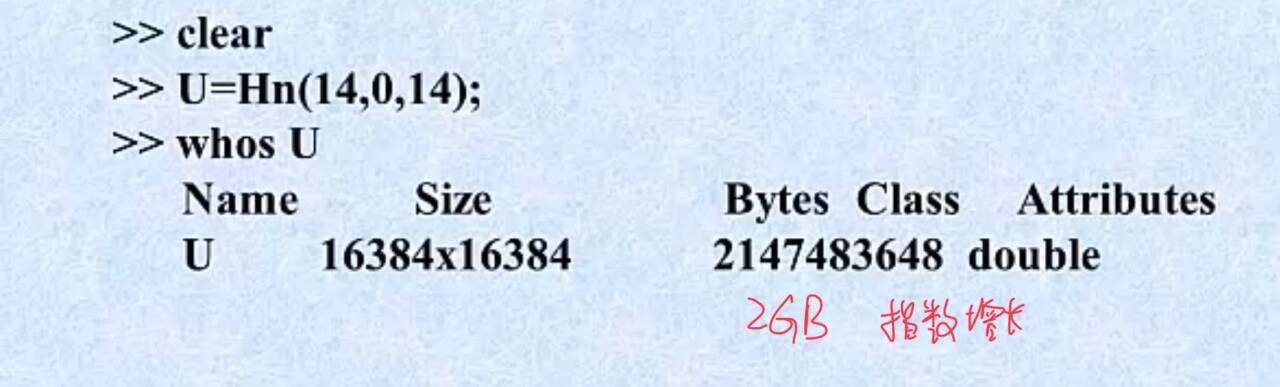 >> clear
>> U=Hn(14,0,14);
>> whos U
Name Size Bytes Class Attributes
U 16384x16384 2147483648 double
2GB 指数增长